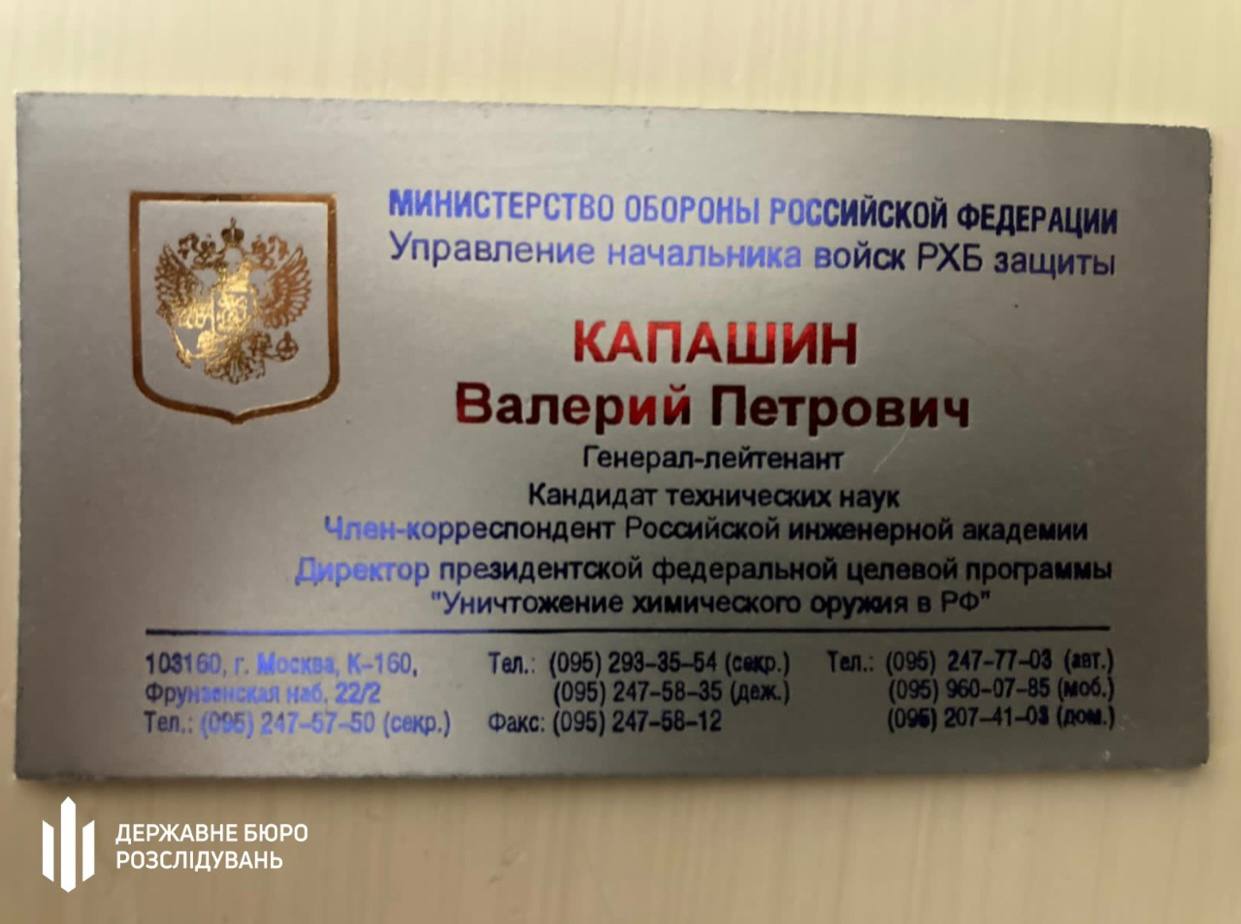 МИНИСТЕРСТВО ОБОРОНЫ РОССИЙСКОЙ ФЕДЕРАЦИИ
Управление начальника войск РХБ защиты
КАПАШИН
Валерий Петрович
Генерал-лейтенант
Кандидат технических наук
Член-корреспондент Российской инженерной академии
Директор президентской федеральной целевой программы
"Уничтожение химического оружия в РФ"
103160, г. Москва, К-160,
Фрунзенская наб. 22/2
Тел.: (095) 247-57-50 (секр.)
Тел.: (095) 293-35-54 (секр.)
(095) 247-58-35 (деж.)
Факс: (095) 247-58-12
Тел.: (095) 247-77-03 (авт.)
(095) 960-07-85 (моб.)
(095) 207-41-03 (дом.)
ДЕРЖАВНЕ БЮРО
РОЗСЛІДУВАНЬ